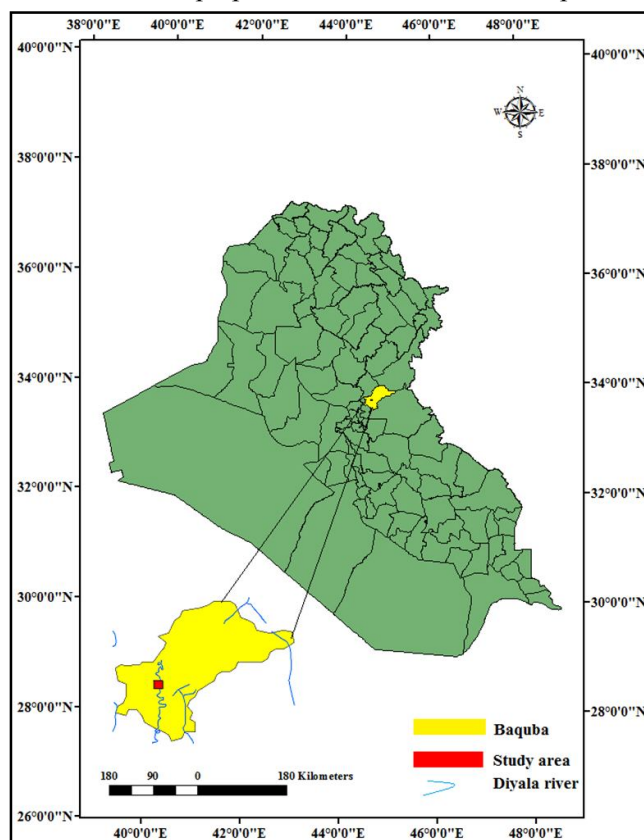 38°0'0"E 40°0'0"E 42°0'0"E 44°0'0"E 46°0'0"E 48°0'0"E
40°0'0"N 40°0'0"N
N
W E
S
38°0'0"N 38°0'0"N
36°0'0"N 36°0'0"N
34°0'0"N 34°0'0"N
32°0'0"N 32°0'0"N
30°0'0"N 30°0'0"N
28°0'0"N 28°0'0"N
Baquba
Study area
Diyala river
180 90 0 180 Kilometers
26°0'0"N
40°0'0"E 42°0'0"E 44°0'0"E 46°0'0"E 48°0'0"E